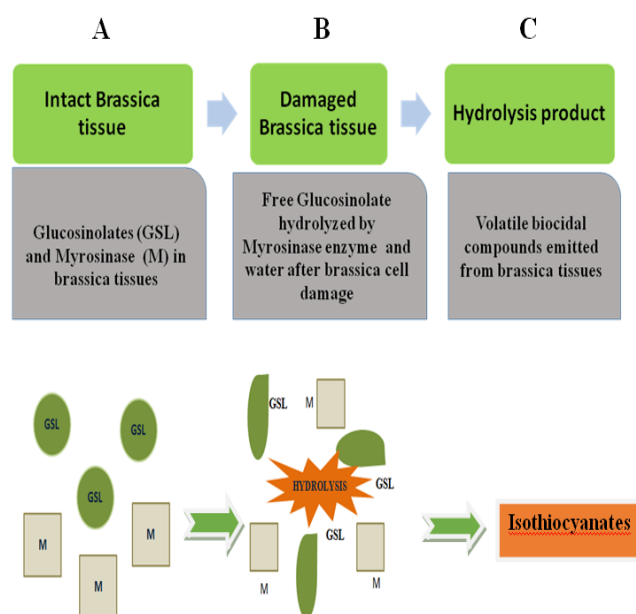 A
B
C
Intact Brassica
tissue
Damaged
Brassica tissue
Hydrolysis product
Glucosinolates (GSL)
and Myrosinase (M) in
brassica tissues
Free Glucosinolate
hydrolyzed by
Myrosinase enzyme and
water after brassica cell
damage
Volatile biocidal
compounds emitted
from brassica tissues
GSL
GSL
GSL
M
M
M
GSL
M
GSL
HYDROLYSIS
GSL
M
M
Isothiocyanates